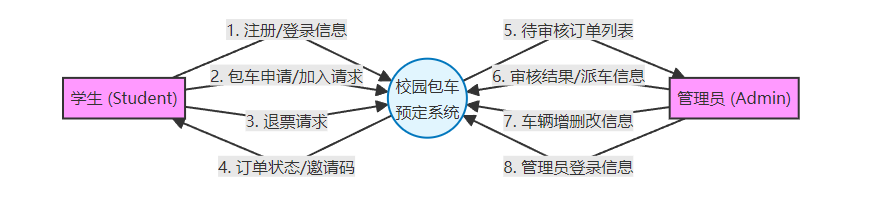 1. 注册/登录信息
2. 包车申请/加入请求
3. 退票请求
4. 订单状态/邀请码
学生 (Student)
校园包车
预定系统
5. 待审核订单列表
6. 审核结果/派车信息
7. 车辆增删改信息
8. 管理员登录信息
管理员 (Admin)